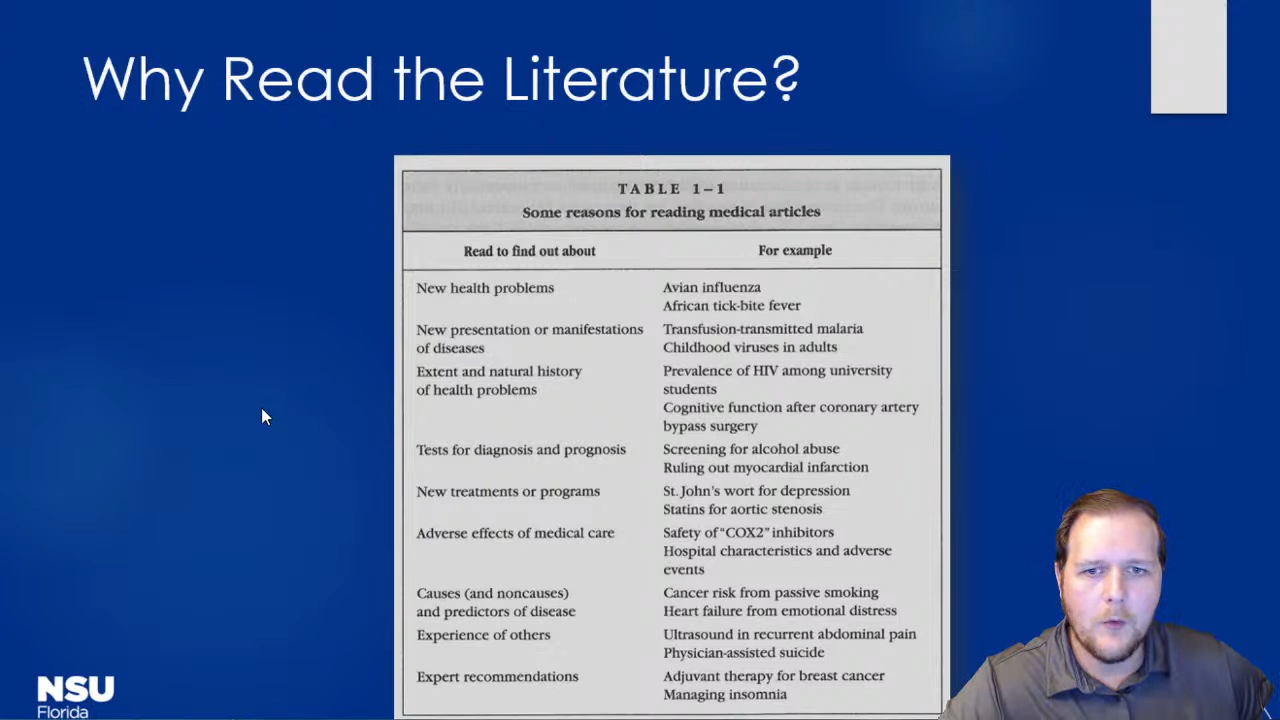 Why Read the Literature?
TABLE 1–1
Some reasons for reading medical articles
Read to find out about For example
New health problems Avian influenza
African tick-bite fever
New presentation or manifestations Transfusion-transmitted malaria
of diseases Childhood viruses in adults
Extent and natural history Prevalence of HIV among university
of health problems students
Cognitive function after coronary artery
bypass surgery
Tests for diagnosis and prognosis Screening for alcohol abuse
Ruling out myocardial infarction
New treatments or programs St. John's wort for depression
Statins for aortic stenosis
Adverse effects of medical care Safety of "COX2" inhibitors
Hospital characteristics and adverse
events
Causes (and noncauses) Cancer risk from passive smoking
and predictors of disease Heart failure from emotional distress
Experience of others Ultrasound in recurrent abdominal pain
Physician-assisted suicide
Expert recommendations Adjuvant therapy for breast cancer
Managing insomnia
NSU
Florida